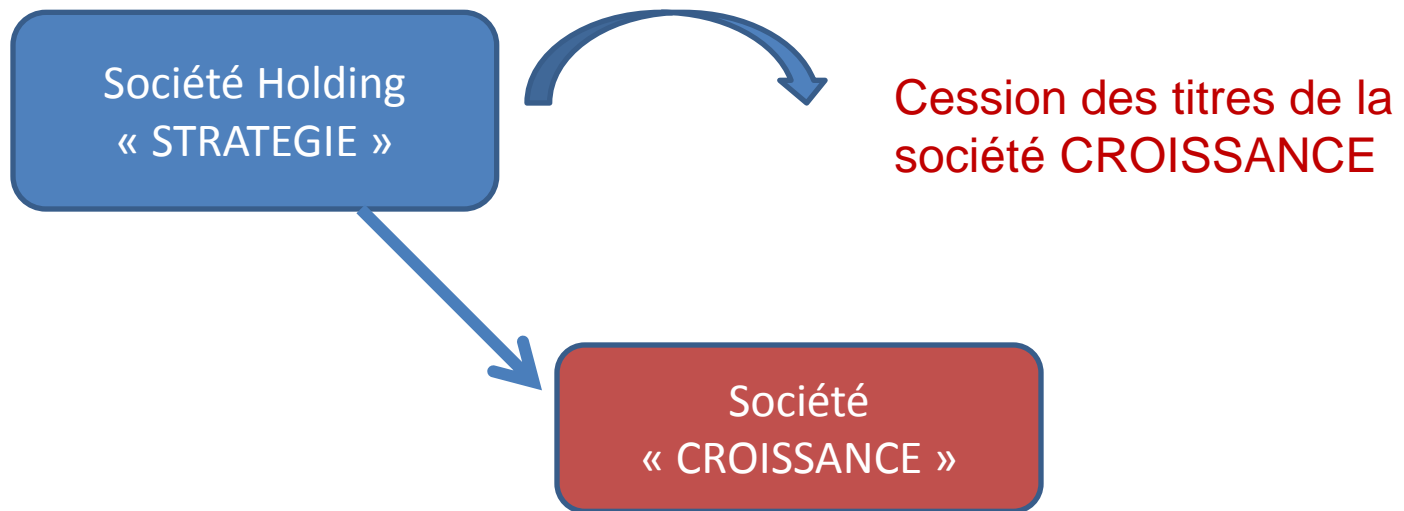 Société Holding
« STRATEGIE »
Cession des titres de la
société CROISSANCE
Société
« CROISSANCE »